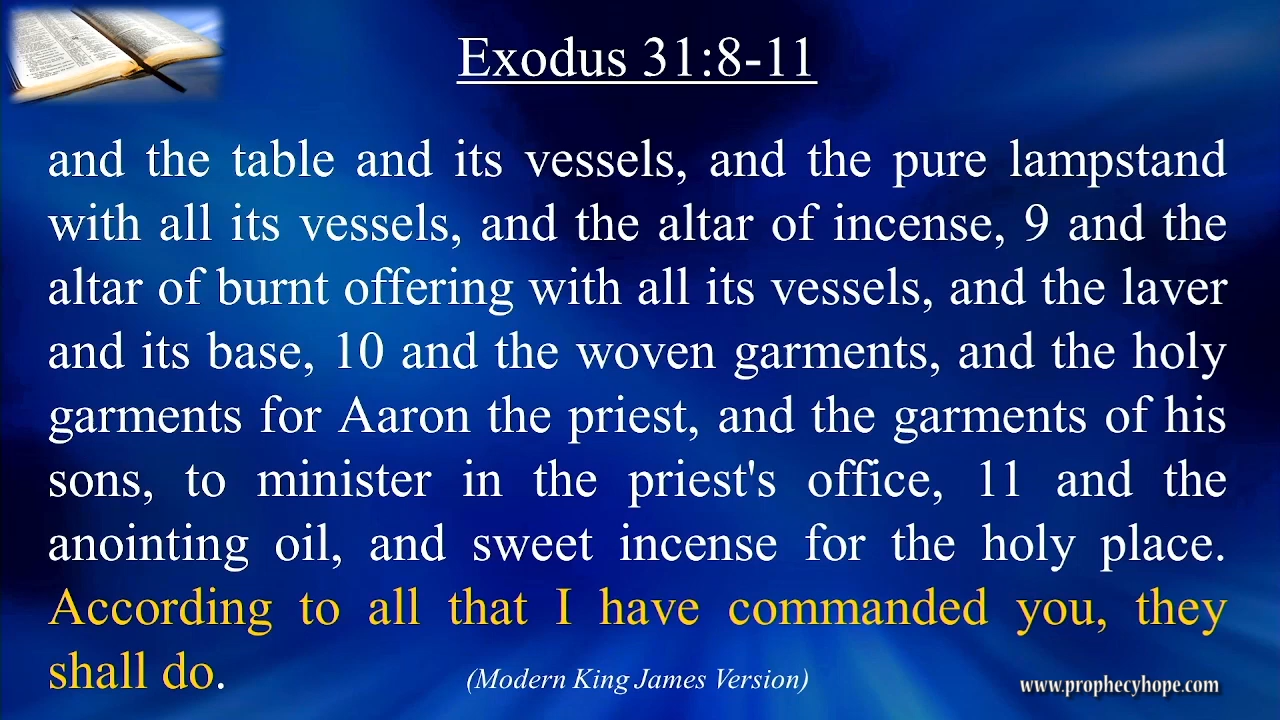 Exodus 31:8-11
and the table and its vessels, and the pure lampstand
with all its vessels, and the altar of incense, 9 and the
altar of burnt offering with all its vessels, and the laver
and its base, 10 and the woven garments, and the holy
garments for Aaron the priest, and the garments of his
sons, to minister in the priest's office, 11 and the
anointing oil, and sweet incense for the holy place.
According to all that I have commanded you, they
shall do.
(Modern King James Version)
www.prophecyhope.com